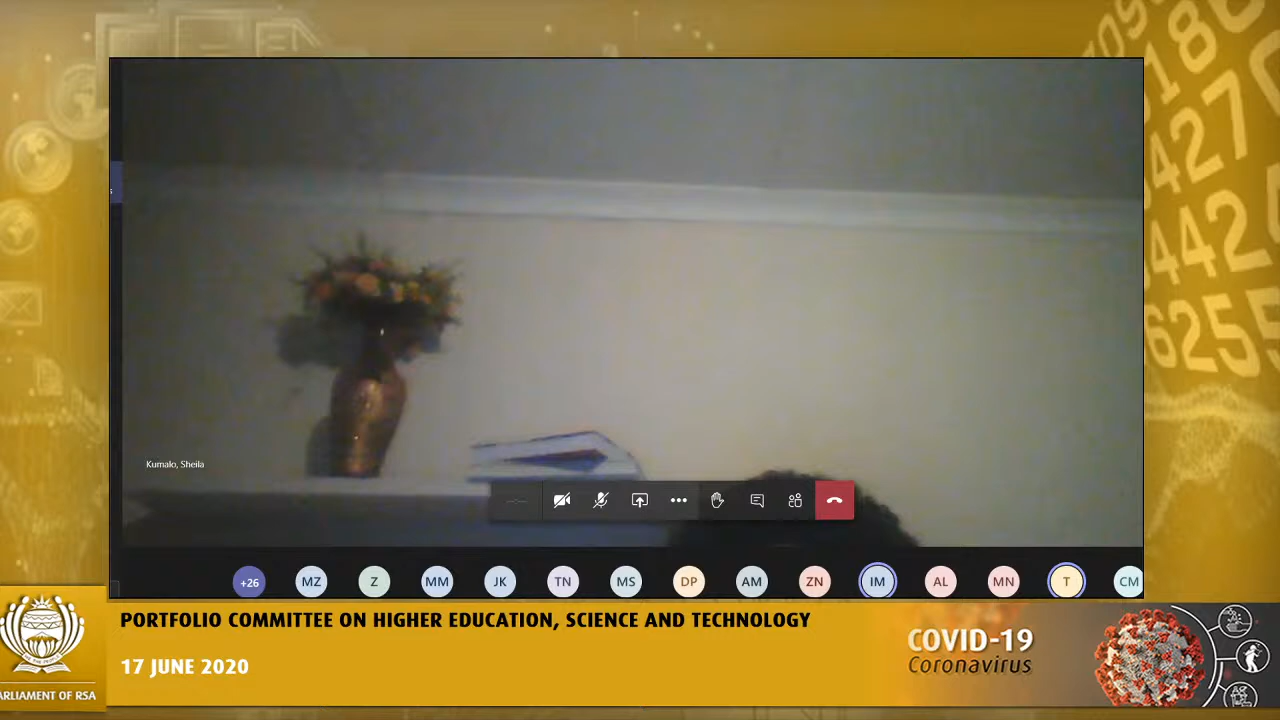 Kumalo, Sheila
+26
MZ
Z
MM
JK
TN
MS
DP
AM
ZN
IM
AL
MN
T
CM
PORTFOLIO COMMITTEE ON HIGHER EDUCATION, SCIENCE AND TECHNOLOGY
17 JUNE 2020
COVID-19
Coronavirus
ARLIAMENT OF RSA